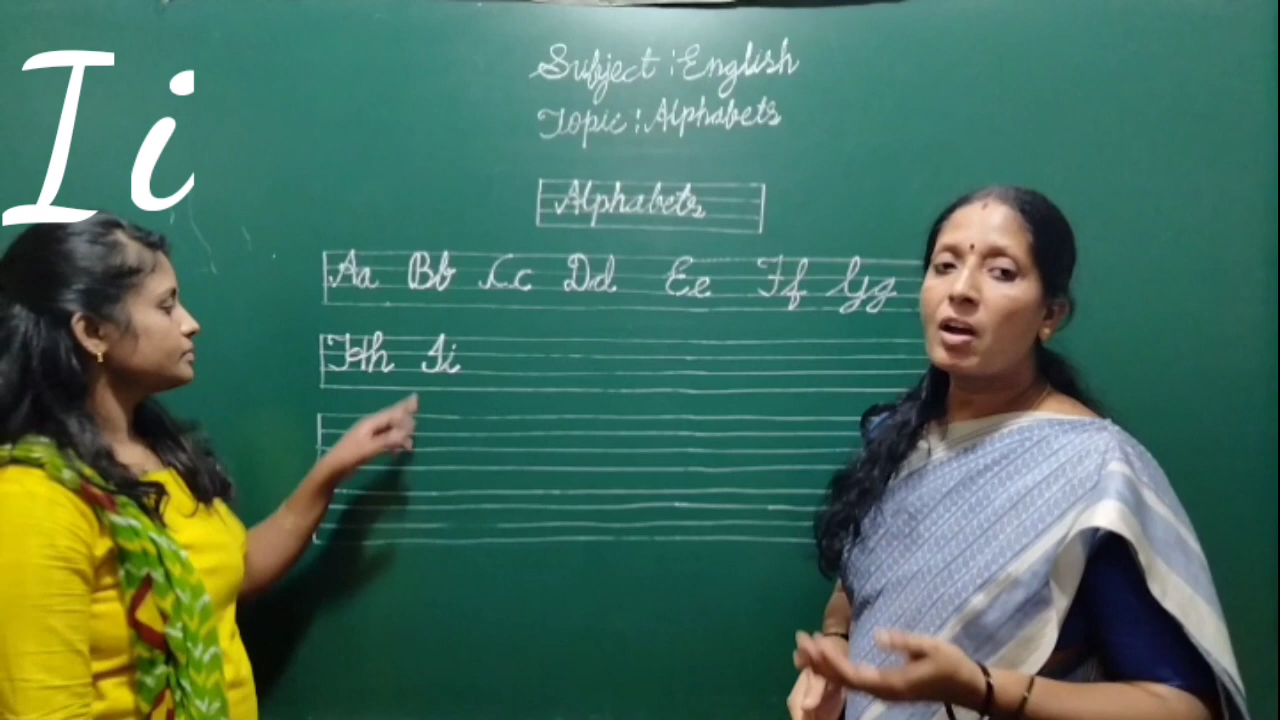 Ii
Subject : English
Topic : Alphabets
Alphabets
Aa Bb Cc Dd Ee Ff Gg
Hh Ii